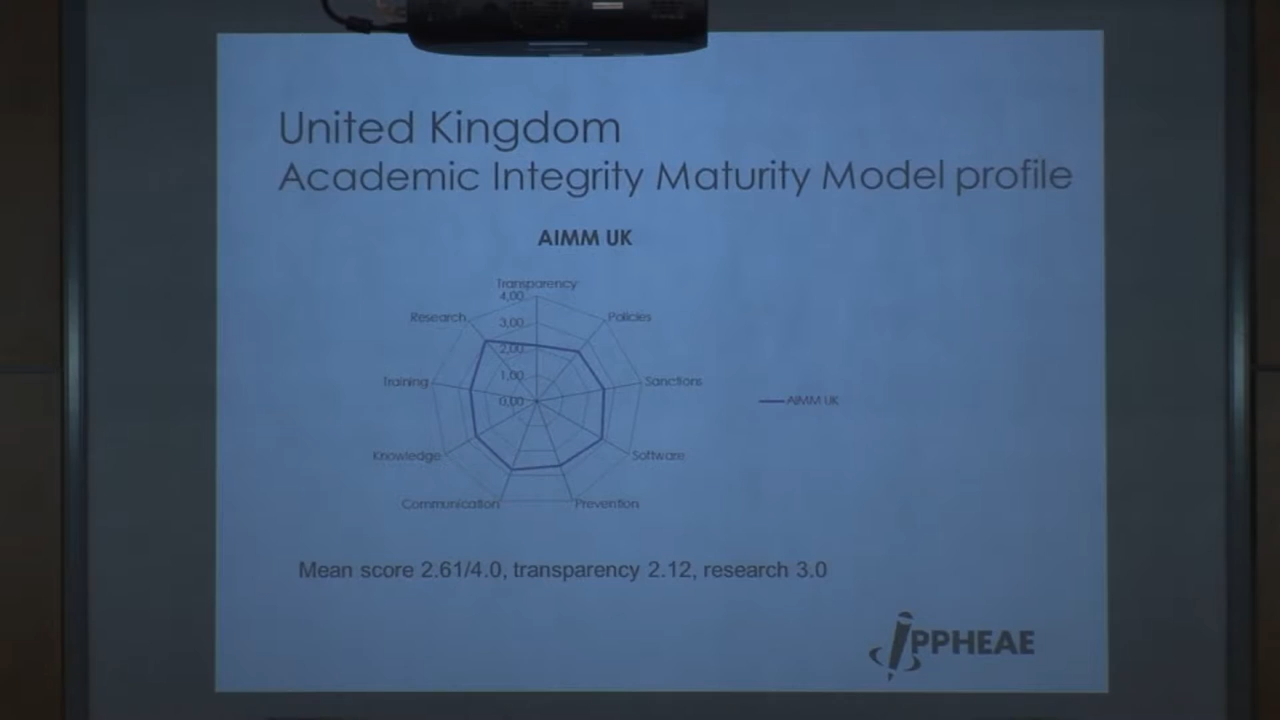 United Kingdom
Academic Integrity Maturity Model profile
AIMM UK
Transparency
4,00
Research
Policies
3,00
2,00
1,00
Training
Sanctions
0,00
AIMM UK
Knowledge
Software
Communication
Prevention
Mean score 2.61/4.0, transparency 2.12, research 3.0
IPPHEAE